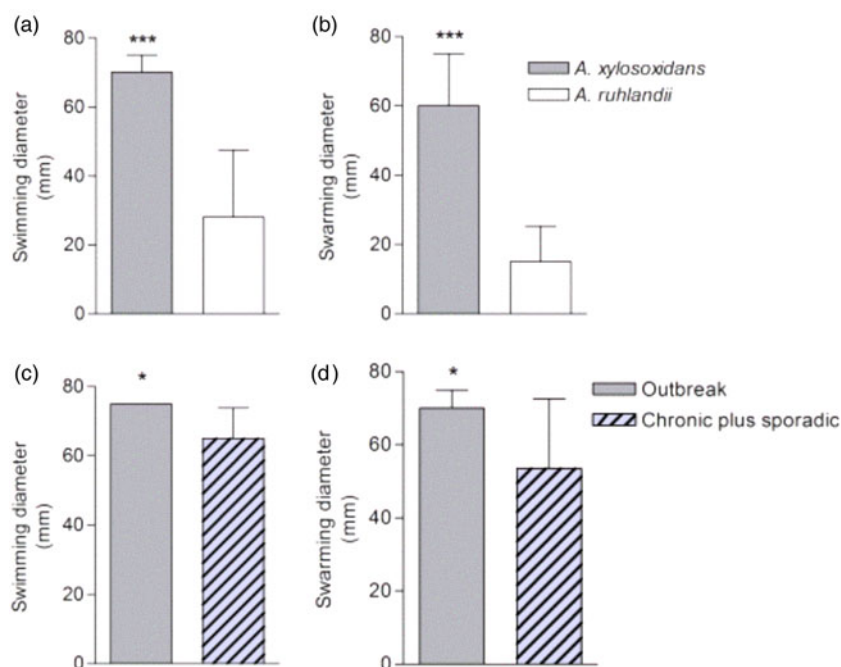 (a)
80
60
40
20
0
Swimming diameter
(mm)
***
(b)
80
60
40
20
0
Swarming diameter
(mm)
***
A. xylosoxidans
A. ruhlandii
(c)
80
60
40
20
0
Swimming diameter
(mm)
*
(d)
80
60
40
20
0
Swarming diameter
(mm)
*
Outbreak
Chronic plus sporadic